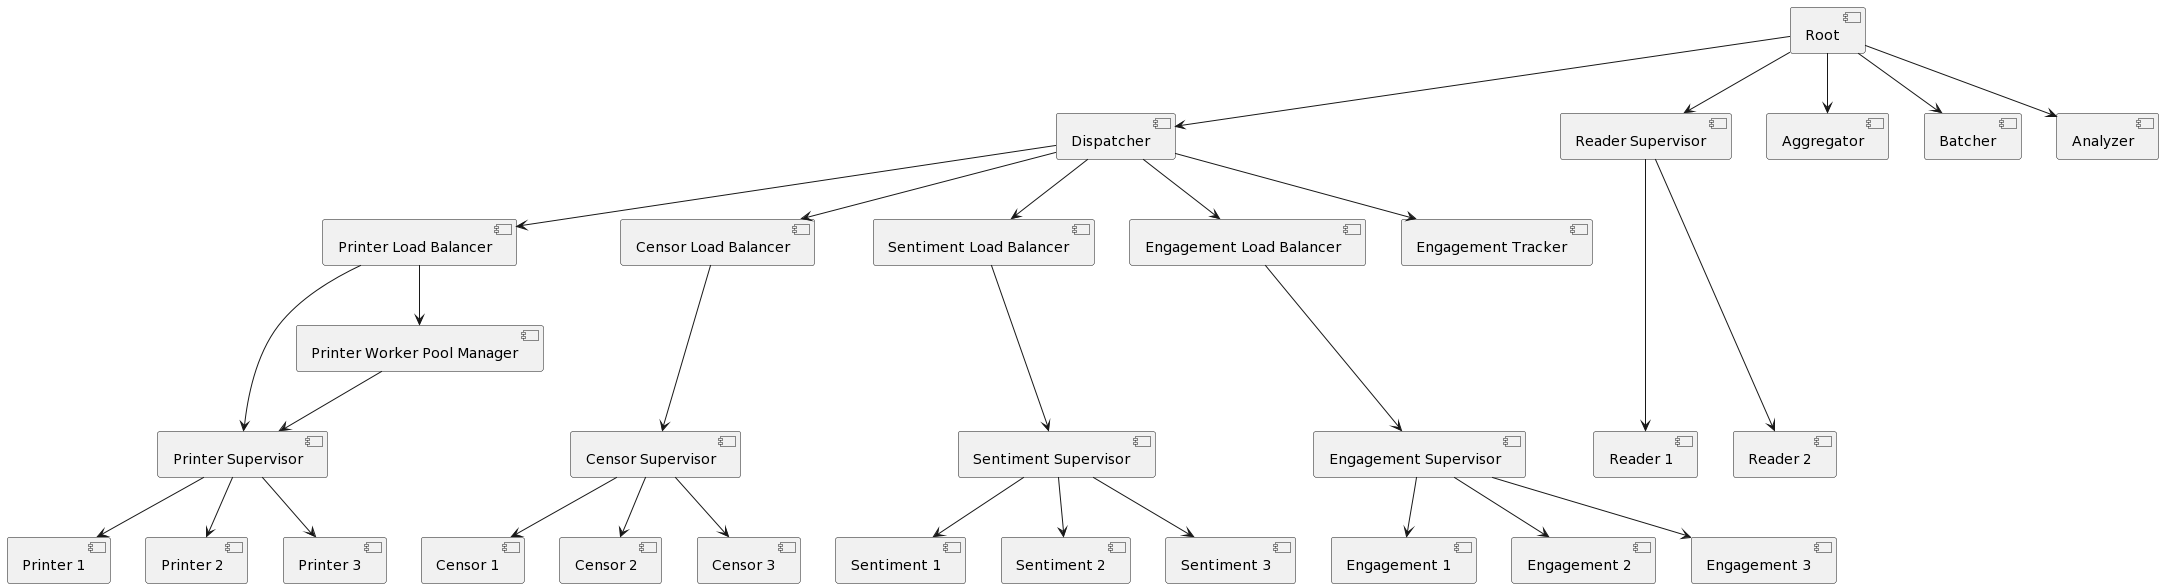 Root
Dispatcher
Reader Supervisor
Aggregator
Batcher
Analyzer
Printer Load Balancer
Censor Load Balancer
Sentiment Load Balancer
Engagement Load Balancer
Engagement Tracker
Printer Worker Pool Manager
Printer Supervisor
Censor Supervisor
Sentiment Supervisor
Engagement Supervisor
Reader 1
Reader 2
Printer 1
Printer 2
Printer 3
Censor 1
Censor 2
Censor 3
Sentiment 1
Sentiment 2
Sentiment 3
Engagement 1
Engagement 2
Engagement 3